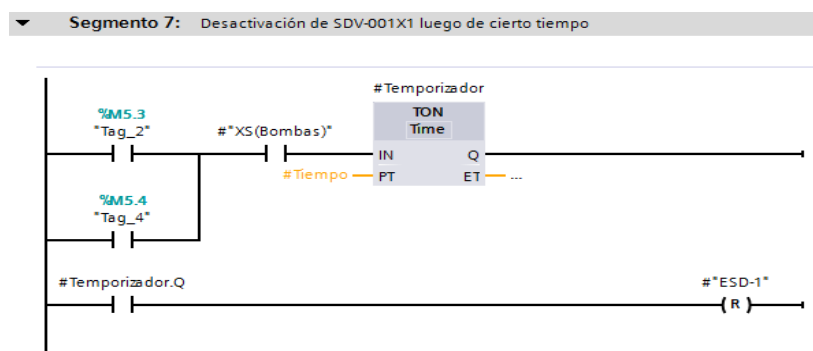 Segmento 7: Desactivación de SDV-001X1 luego de cierto tiempo
#Temporizador
%M5.3
"Tag_2"
#"XS(Bombas)"
TON
Time
IN
Q
#Tiempo
PT
ET
...
%M5.4
"Tag_4"
#Temporizador.Q
#"ESD-1"
R